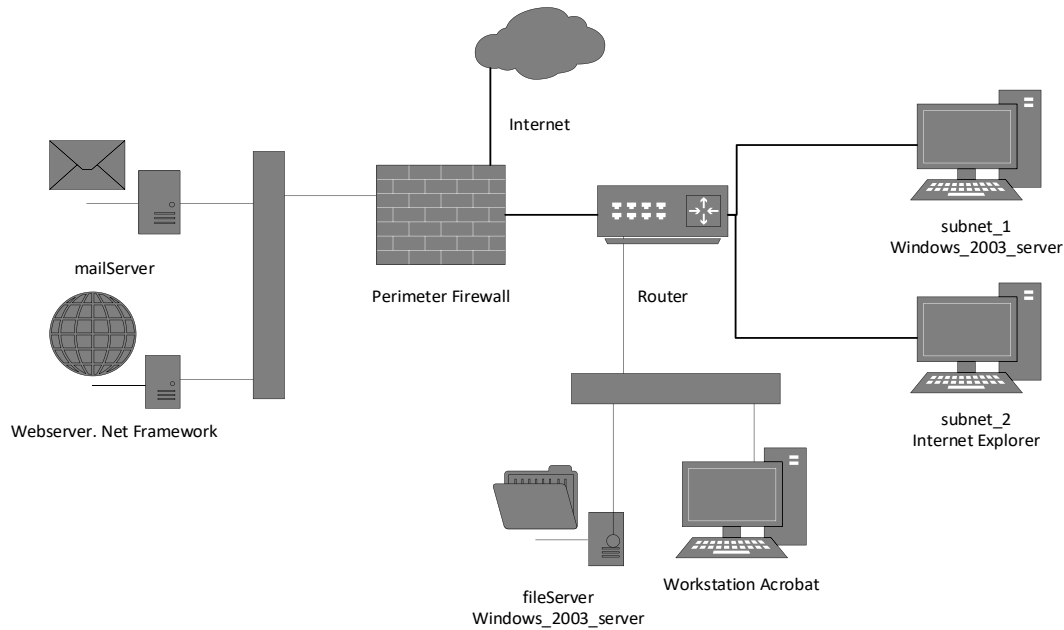 Internet
mailServer
Perimeter Firewall
Router
subnet_1
Windows_2003_server
Webserver. Net Framework
subnet_2
Internet Explorer
fileServer
Windows_2003_server
Workstation Acrobat